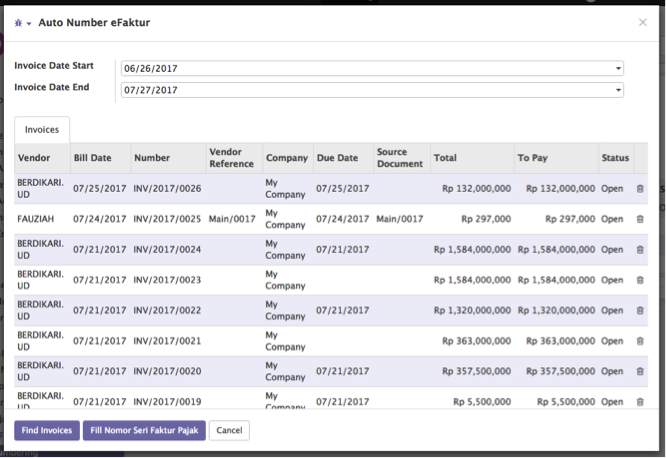 Auto Number eFaktur ×
Invoice Date Start 06/26/2017
Invoice Date End 07/27/2017
Invoices
Vendor Bill Date Number Vendor Reference Company Due Date Source Document Total To Pay Status
BERDIKARI. UD 07/25/2017 INV/2017/0026 My Company 07/25/2017 Rp 132,000,000 Rp 132,000,000 Open
FAUZIAH 07/24/2017 INV/2017/0025 Main/0017 My Company 07/24/2017 Main/0017 Rp 297,000 Rp 297,000 Open
BERDIKARI. UD 07/21/2017 INV/2017/0024 My Company 07/21/2017 Rp 1,584,000,000 Rp 1,584,000,000 Open
BERDIKARI. UD 07/21/2017 INV/2017/0023 My Company Rp 1,584,000,000 Rp 1,584,000,000 Open
BERDIKARI. UD 07/21/2017 INV/2017/0022 My Company 07/21/2017 Rp 1,320,000,000 Rp 1,320,000,000 Open
BERDIKARI. UD 07/21/2017 INV/2017/0021 My Company Rp 363,000,000 Rp 363,000,000 Open
BERDIKARI. UD 07/21/2017 INV/2017/0020 My Company 07/21/2017 Rp 357,500,000 Rp 357,500,000 Open
BERDIKARI. UD 07/21/2017 INV/2017/0019 My Company 07/21/2017 Rp 5,500,000 Rp 5,500,000 Open
Find Invoices Fill Nomor Seri Faktur Pajak Cancel